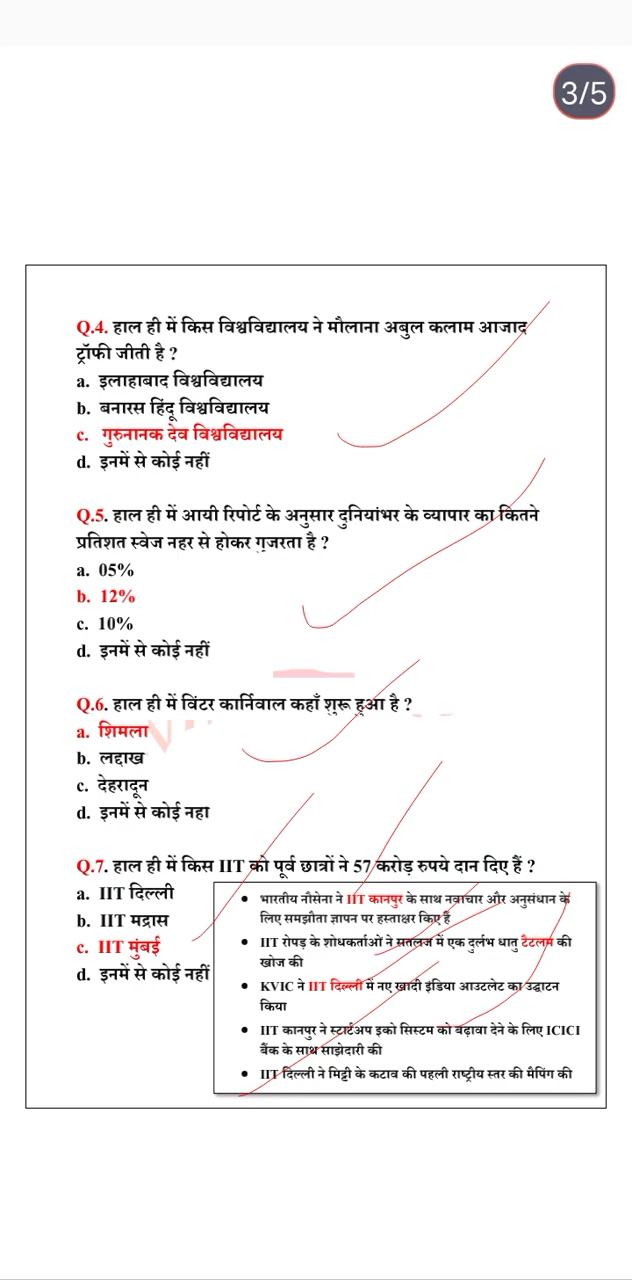 3/5
Q.4. हाल ही में किस विश्वविद्यालय ने मौलाना अबुल कलाम आजाद
ट्रॉफी जीती है ?
a. इलाहाबाद विश्वविद्यालय
b. बनारस हिंदू विश्वविद्यालय
c. गुरुनानक देव विश्वविद्यालय
d. इनमें से कोई नहीं
Q.5. हाल ही में आयी रिपोर्ट के अनुसार दुनियांभर के व्यापार का कितने
प्रतिशत स्वेज नहर से होकर गुजरता है ?
a. 05%
b. 12%
c. 10%
d. इनमें से कोई नहीं
Q.6. हाल ही में विंटर कार्निवाल कहाँ शुरू हुआ है ?
a. शिमला
b. लद्दाख
c. देहरादून
d. इनमें से कोई नहा
Q.7. हाल ही में किस IIT को पूर्व छात्रों ने 57 करोड़ रुपये दान दिए हैं ?
a. IIT दिल्ली
b. IIT मद्रास
c. IIT मुंबई
d. इनमें से कोई नहीं
• भारतीय नौसेना ने IIT कानपुर के साथ नवाचार और अनुसंधान के
लिए समझौता ज्ञापन पर हस्ताक्षर किए हैं
• IIT रोपड़ के शोधकर्ताओं ने सतलज में एक दुर्लभ धातु टैटलम की
खोज की
• KVIC ने IIT दिल्ली में नए खादी इंडिया आउटलेट का उद्घाटन
किया
• IIT कानपुर ने स्टार्टअप इको सिस्टम को बढ़ावा देने के लिए ICICI
बैंक के साथ साझेदारी की
• IIT दिल्ली ने मिट्टी के कटाव की पहली राष्ट्रीय स्तर की मैपिंग की